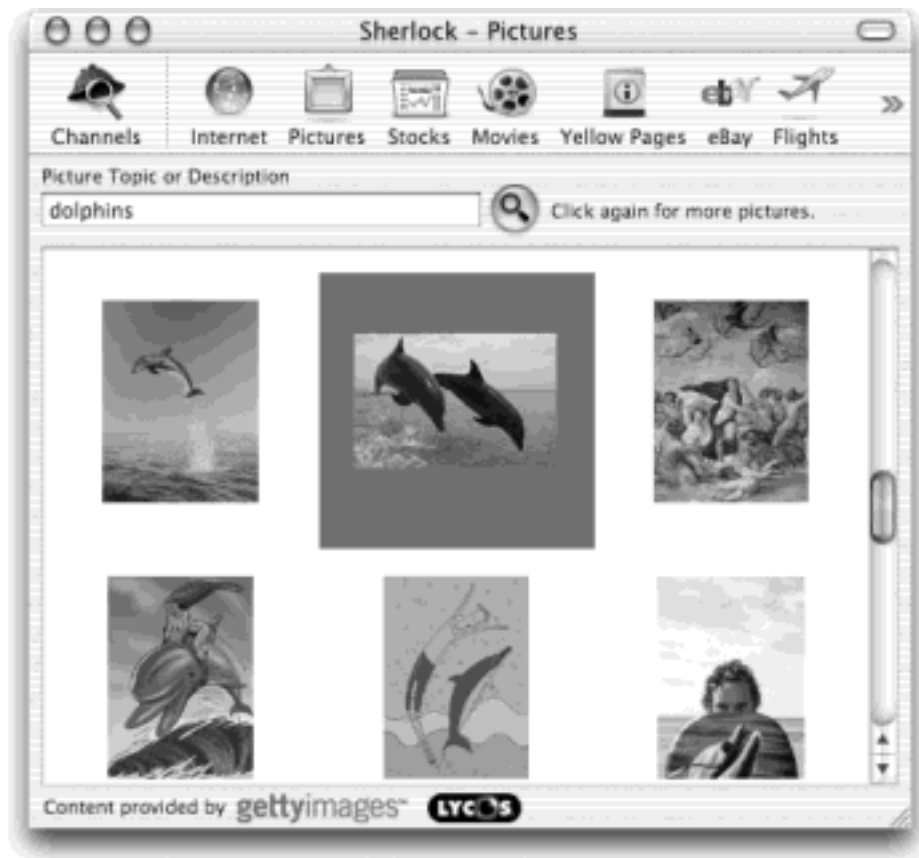 Sherlock – Pictures
Channels Internet Pictures Stocks Movies Yellow Pages eBay Flights
Picture Topic or Description
dolphins
Click again for more pictures.
Content provided by gettyimages™ LYCOS